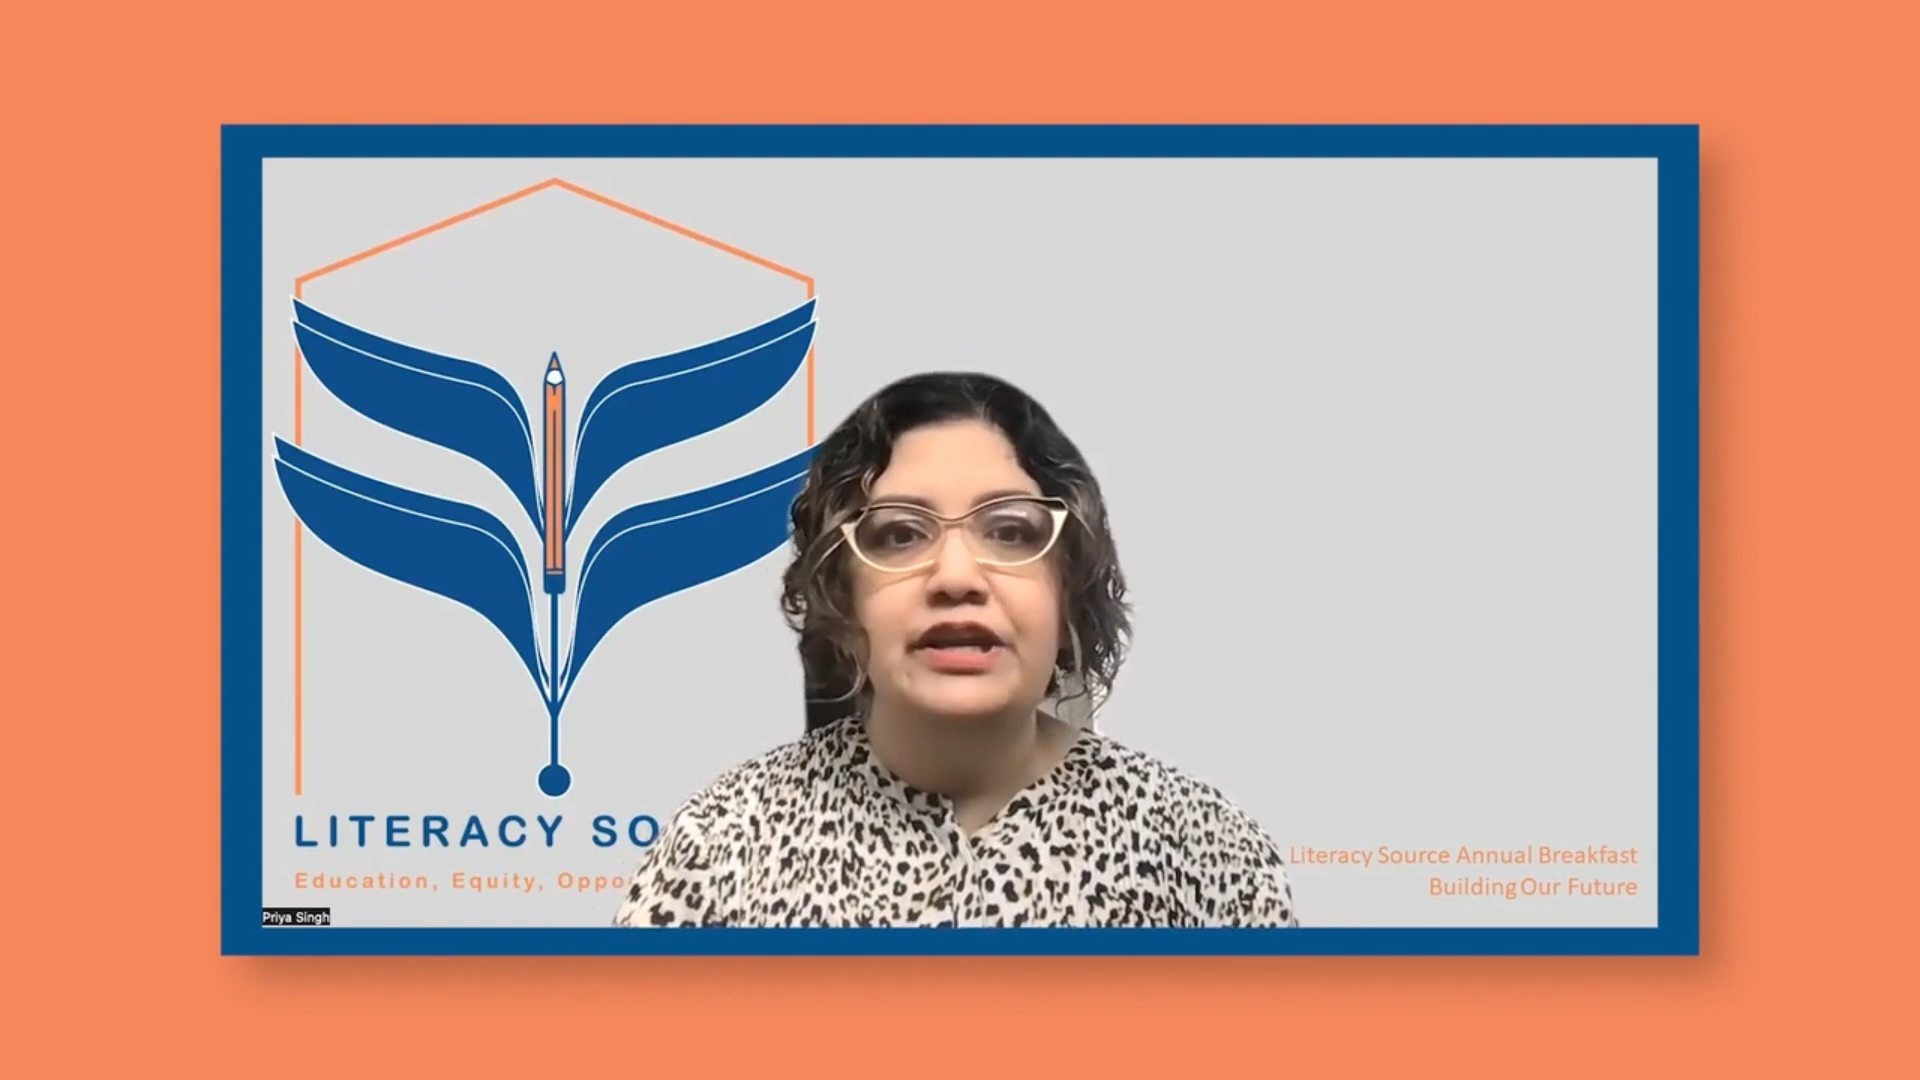 LITERACY SO
Education, Equity, Oppo
Priya Singh
Literacy Source Annual Breakfast
Building Our Future